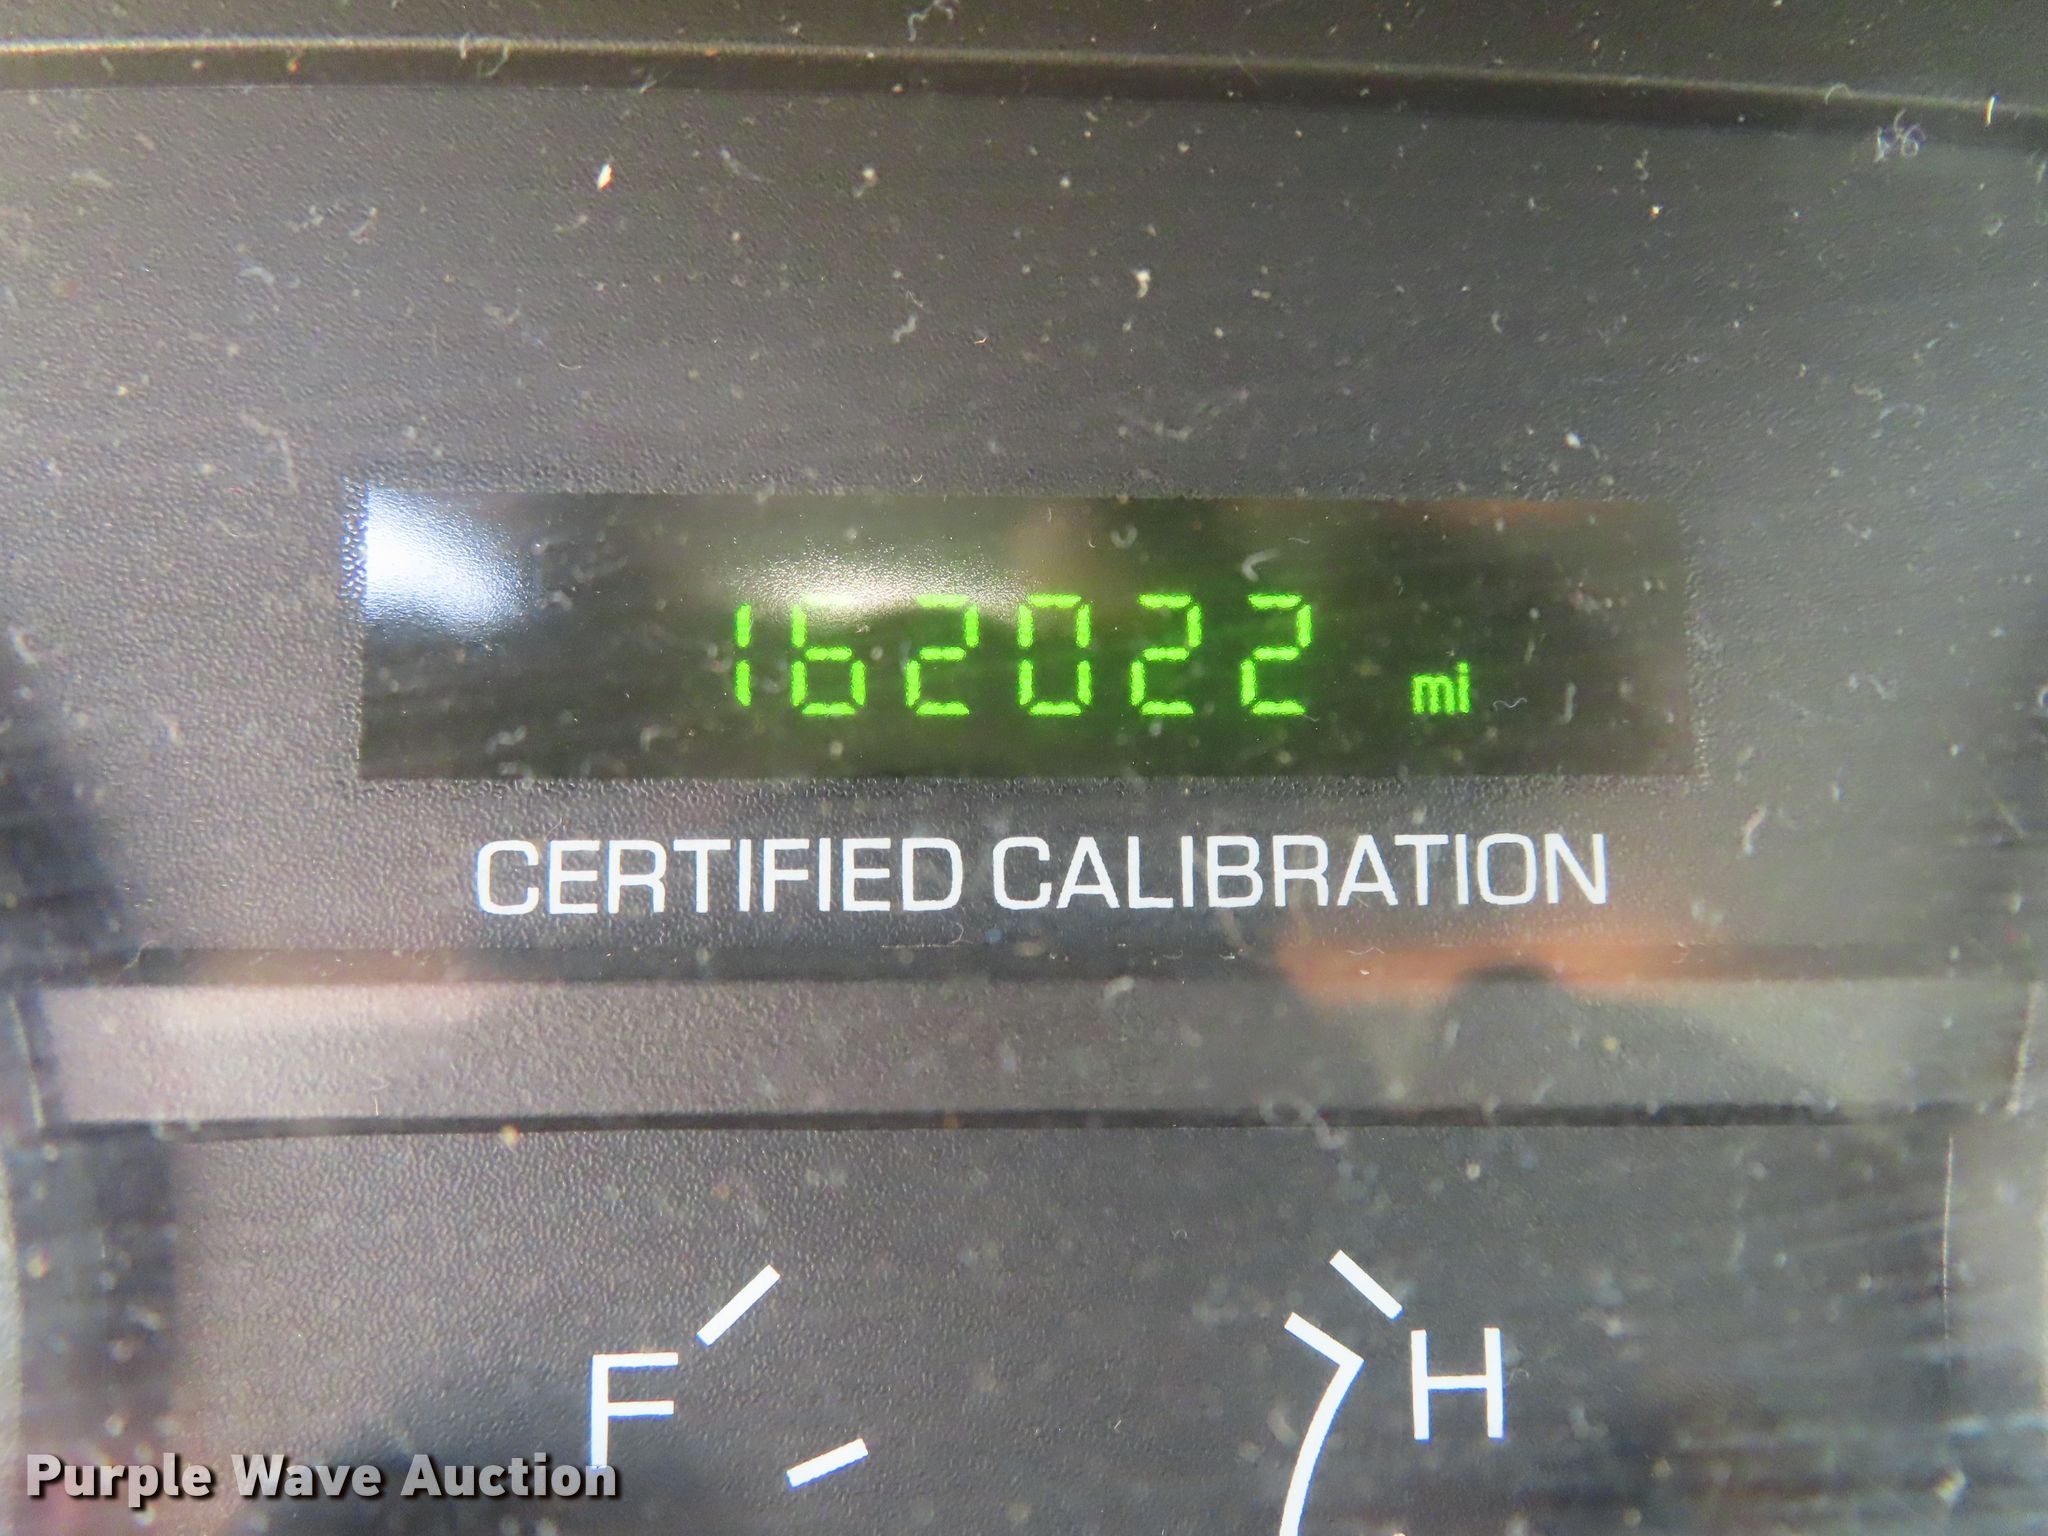 162022 mi
CERTIFIED CALIBRATION
F H
Purple Wave Auction